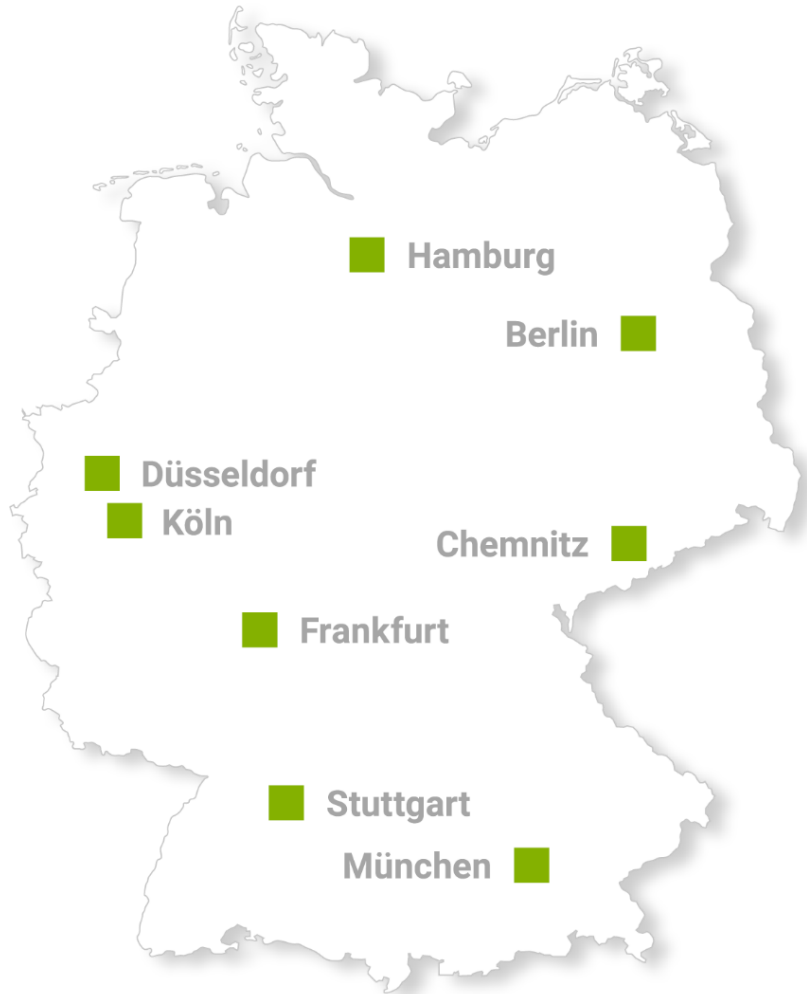 Hamburg
Berlin
Düsseldorf
Köln
Chemnitz
Frankfurt
Stuttgart
München